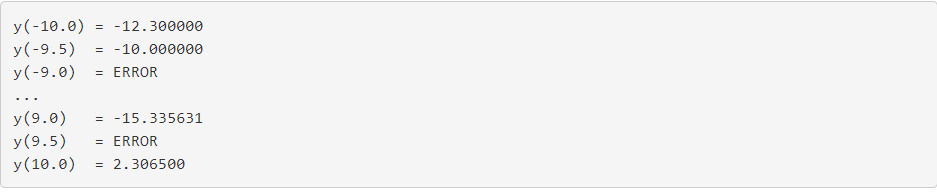 y(-10.0) = -12.300000
y(-9.5)  = -10.000000
y(-9.0)  = ERROR
...
y(9.0)   = -15.335631
y(9.5)   = ERROR
y(10.0)  = 2.306500